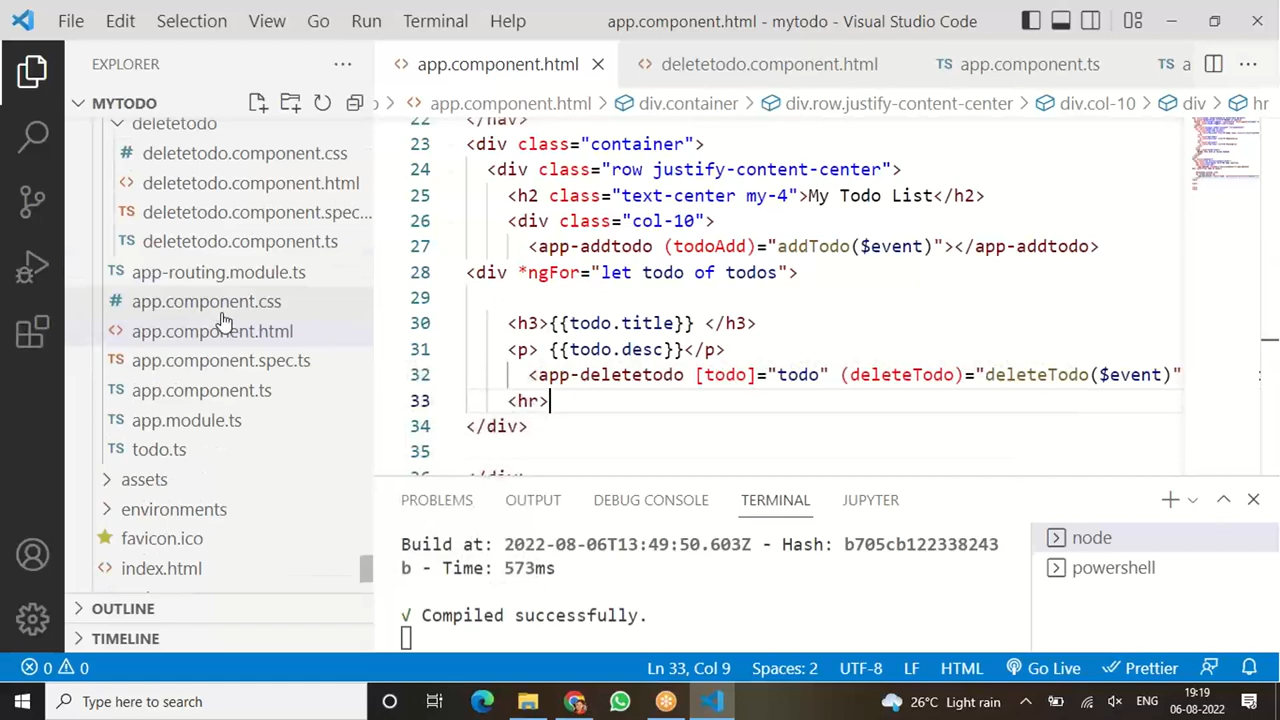 File Edit Selection View Go Run Terminal Help app.component.html - mytodo - Visual Studio Code
EXPLORER
MYTODO
deletetodo
deletetodo.component.css
deletetodo.component.html
deletetodo.component.spec...
deletetodo.component.ts
app-routing.module.ts
app.component.css
app.component.html
app.component.spec.ts
app.component.ts
app.module.ts
todo.ts
assets
environments
favicon.ico
index.html
OUTLINE
TIMELINE
app.component.html deletetodo.component.html TS app.component.ts TS a
app.component.html > div.container > div.row.justify-content-center > div.col-10 > div > hr
22 </nav>
23 <div class="container">
24 <div class="row justify-content-center">
25 <h2 class="text-center my-4">My Todo List</h2>
26 <div class="col-10">
27 <app-addtodo (todoAdd)="addTodo($event)"></app-addtodo>
28 <div *ngFor="let todo of todos">
29
30 <h3>{{todo.title}} </h3>
31 <p> {{todo.desc}}</p>
32 <app-deletetodo [todo]="todo" (deleteTodo)="deleteTodo($event)"
33 <hr>
34 </div>
35
36 </div>
PROBLEMS OUTPUT DEBUG CONSOLE TERMINAL JUPYTER
Build at: 2022-08-06T13:49:50.603Z - Hash: b705cb122338243
b - Time: 573ms
√ Compiled successfully.
node
powershell
0 0 Ln 33, Col 9 Spaces: 2 UTF-8 LF HTML Go Live Prettier
Type here to search 26°C Light rain ENG 19:19
06-08-2022